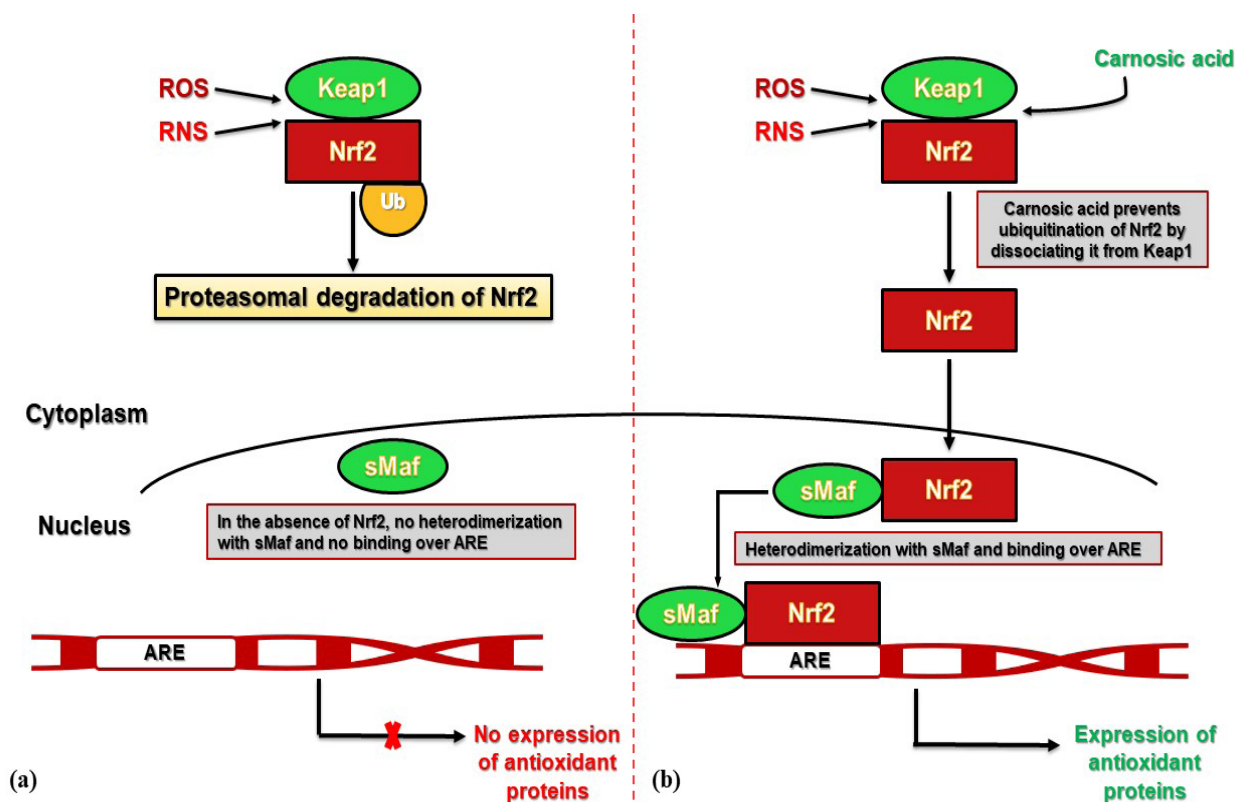 ROS
RNS
Keap1
Nrf2
Ub
Proteasomal degradation of Nrf2
Cytoplasm
Nucleus
sMaf
In the absence of Nrf2, no heterodimerization
with sMaf and no binding over ARE
ARE
No expression
of antioxidant
proteins
(a)
Carnosic acid
ROS
RNS
Keap1
Nrf2
Carnosic acid prevents
ubiquitination of Nrf2 by
dissociating it from Keap1
Nrf2
sMaf
Nrf2
Heterodimerization with sMaf and binding over ARE
sMaf
Nrf2
ARE
Expression of
antioxidant
proteins
(b)